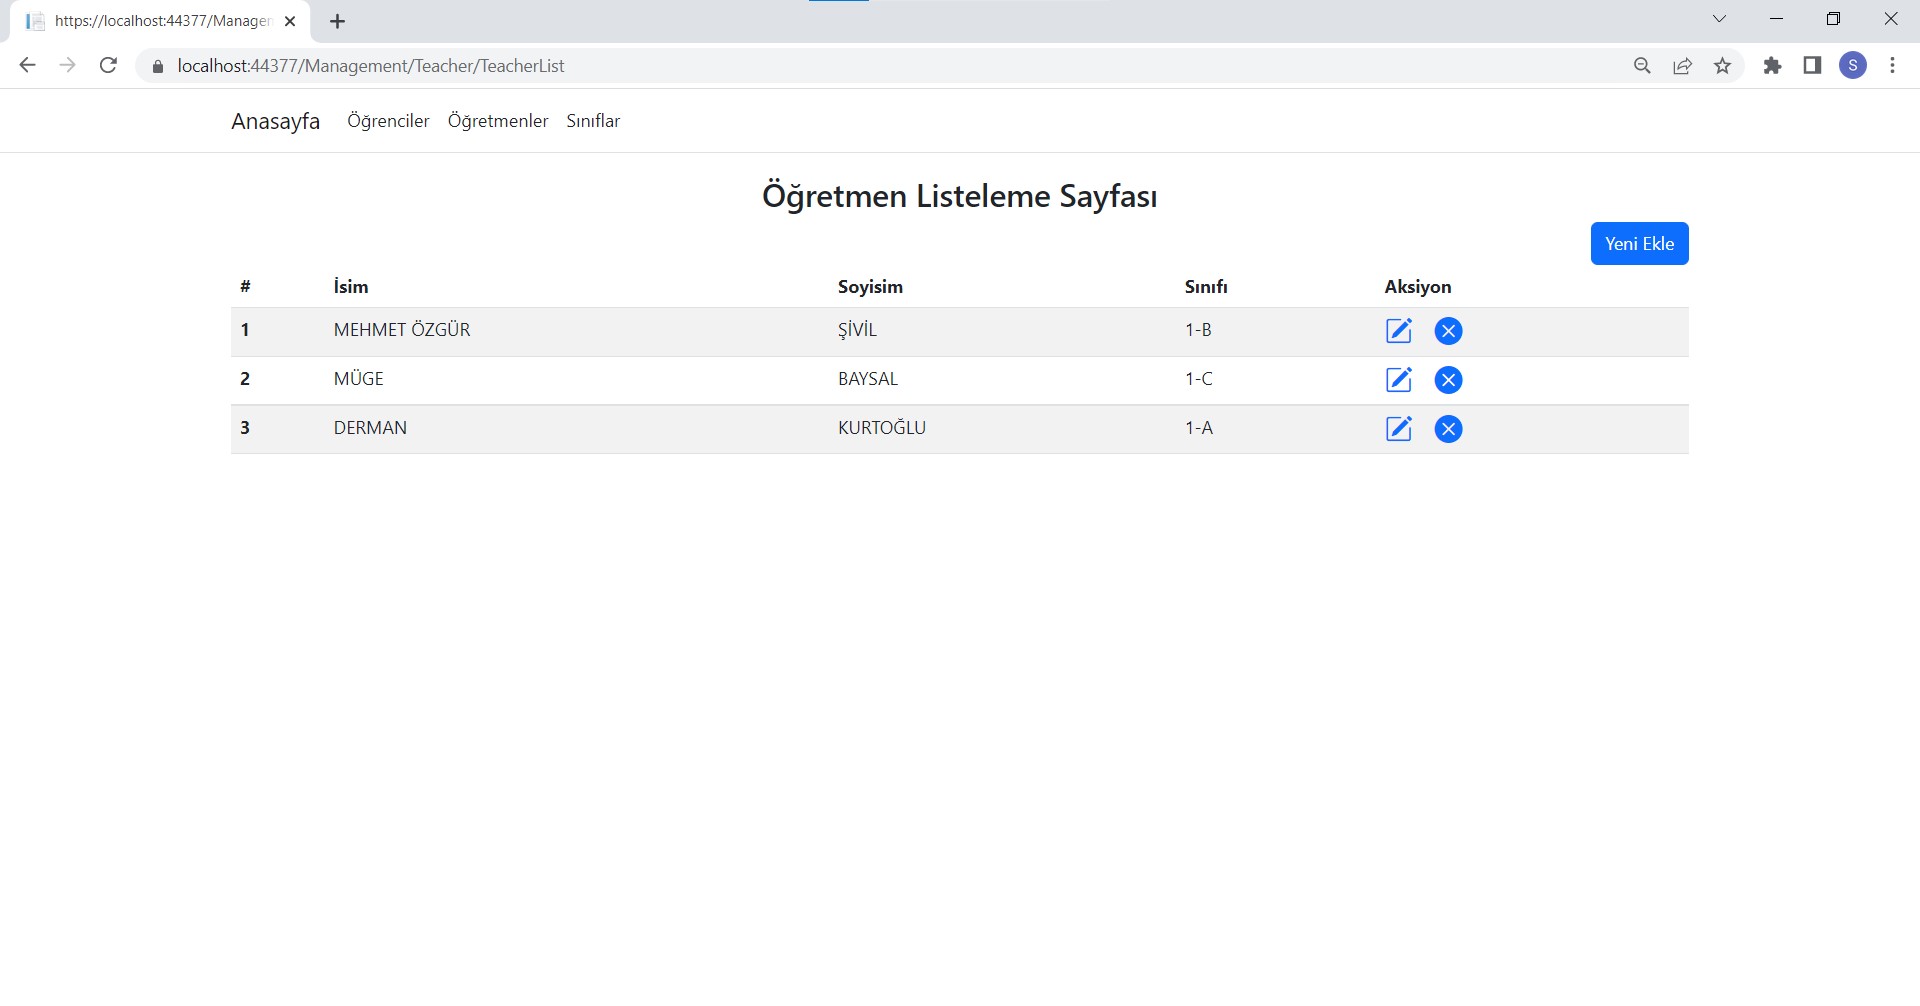 https://localhost:44377/Managen
localhost:44377/Management/Teacher/TeacherList
S
Anasayfa Öğrenciler Öğretmenler Sınıflar
Öğretmen Listeleme Sayfası
Yeni Ekle
# İsim Soyisim Sınıfı Aksiyon
1 MEHMET ÖZGÜR ŞİVİL 1-B
2 MÜGE BAYSAL 1-C
3 DERMAN KURTOĞLU 1-A